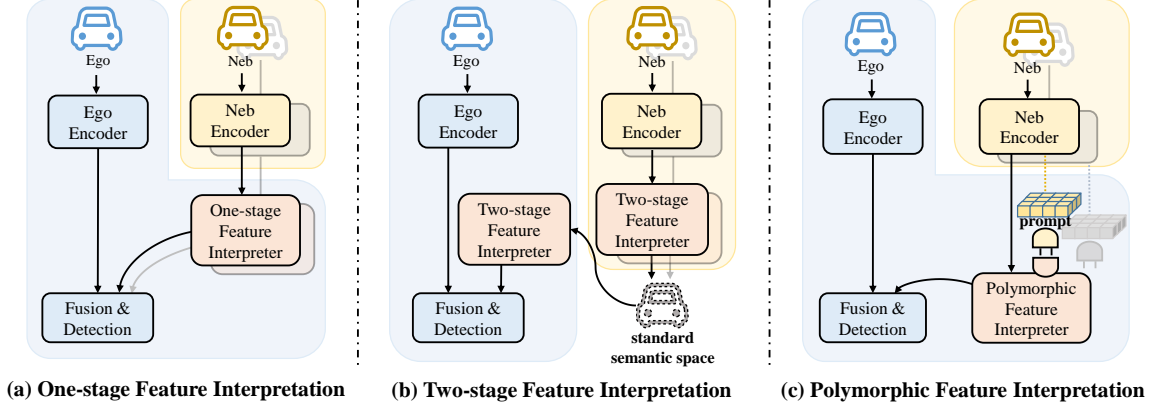 Ego
Neb
Ego
Encoder
Neb
Encoder
One-stage
Feature
Interpreter
Fusion &
Detection
(a) One-stage Feature Interpretation
Ego
Neb
Ego
Encoder
Neb
Encoder
Two-stage
Feature
Interpreter
Two-stage
Feature
Interpreter
Fusion &
Detection
standard
semantic space
(b) Two-stage Feature Interpretation
Ego
Neb
Ego
Encoder
Neb
Encoder
prompt
Polymorphic
Feature
Interpreter
Fusion &
Detection
(c) Polymorphic Feature Interpretation